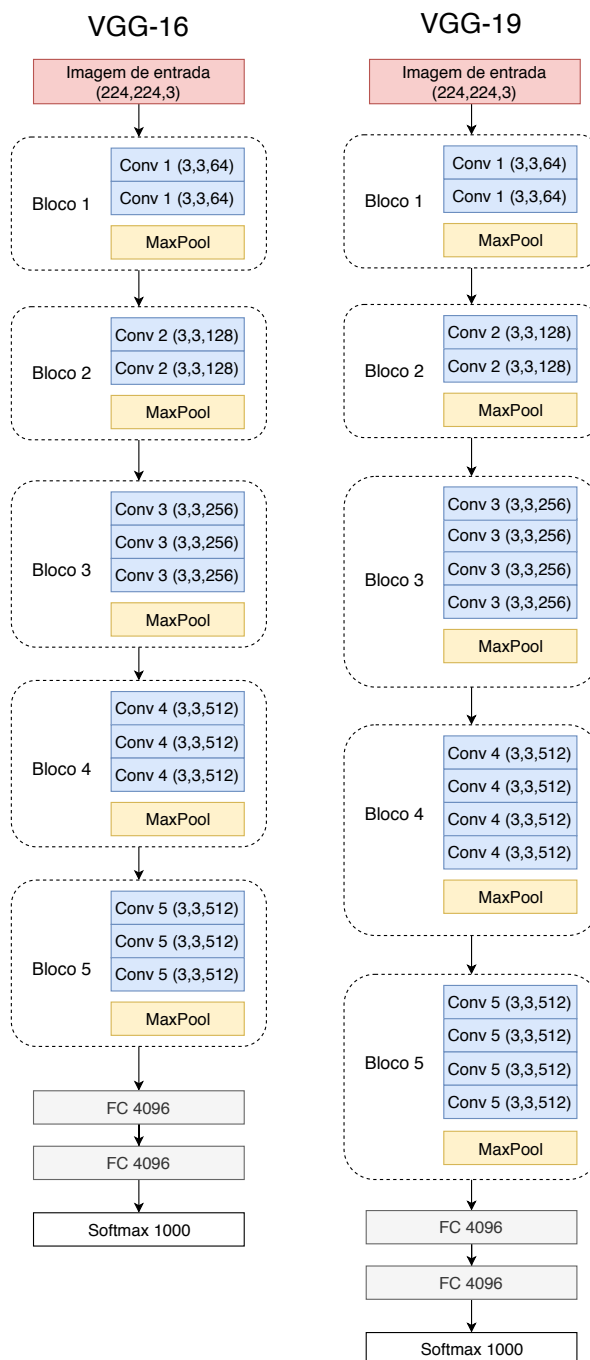 VGG-16
Imagem de entrada
(224,224,3)
Bloco 1
Conv 1 (3,3,64)
Conv 1 (3,3,64)
MaxPool
Bloco 2
Conv 2 (3,3,128)
Conv 2 (3,3,128)
MaxPool
Bloco 3
Conv 3 (3,3,256)
Conv 3 (3,3,256)
Conv 3 (3,3,256)
MaxPool
Bloco 4
Conv 4 (3,3,512)
Conv 4 (3,3,512)
Conv 4 (3,3,512)
MaxPool
Bloco 5
Conv 5 (3,3,512)
Conv 5 (3,3,512)
Conv 5 (3,3,512)
MaxPool
FC 4096
FC 4096
Softmax 1000
VGG-19
Imagem de entrada
(224,224,3)
Bloco 1
Conv 1 (3,3,64)
Conv 1 (3,3,64)
MaxPool
Bloco 2
Conv 2 (3,3,128)
Conv 2 (3,3,128)
MaxPool
Bloco 3
Conv 3 (3,3,256)
Conv 3 (3,3,256)
Conv 3 (3,3,256)
Conv 3 (3,3,256)
MaxPool
Bloco 4
Conv 4 (3,3,512)
Conv 4 (3,3,512)
Conv 4 (3,3,512)
Conv 4 (3,3,512)
MaxPool
Bloco 5
Conv 5 (3,3,512)
Conv 5 (3,3,512)
Conv 5 (3,3,512)
Conv 5 (3,3,512)
MaxPool
FC 4096
FC 4096
Softmax 1000